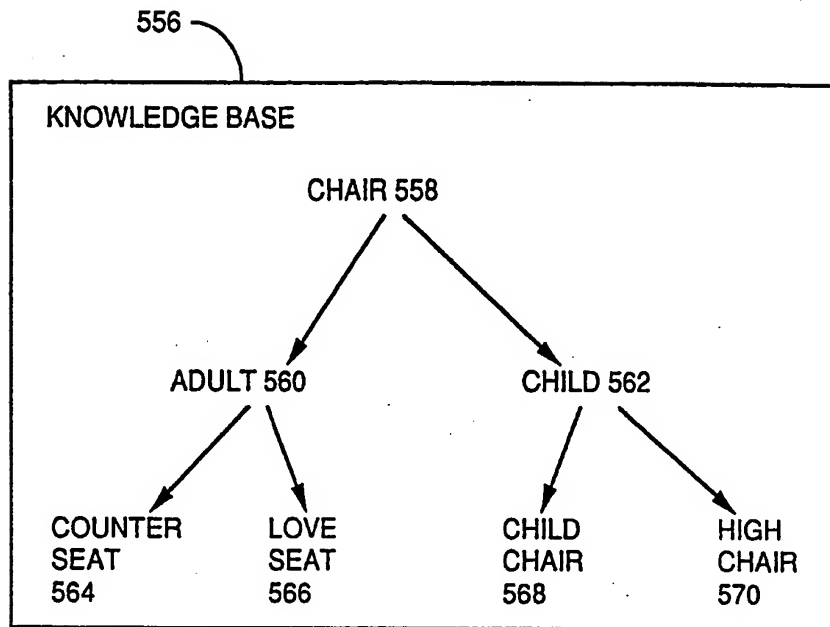 556
KNOWLEDGE BASE
CHAIR 558
ADULT 560
CHILD 562
COUNTER
SEAT
564
LOVE
SEAT
566
CHILD
CHAIR
568
HIGH
CHAIR
570